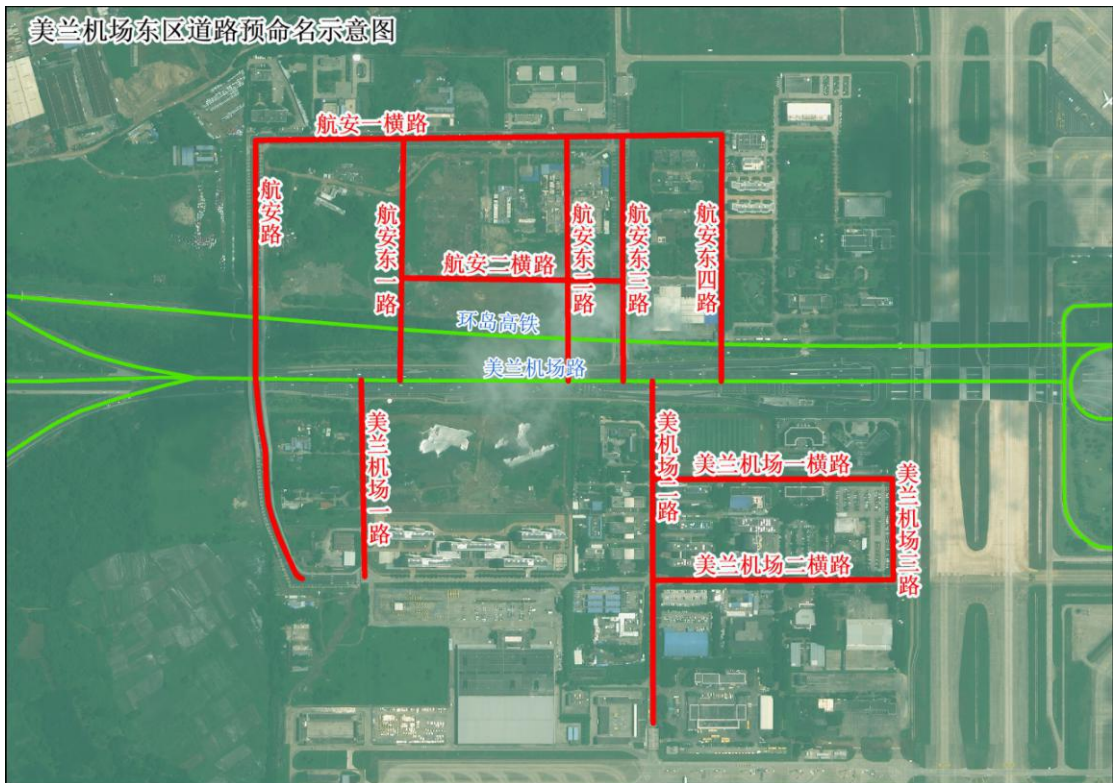 美兰机场东区道路预命名示意图
航安一横路
航安路
航安东一路
航安东二路
航安东三路
航安东四路
航安二横路
环岛高铁
美兰机场路
美兰机场一路
美机场二路
美兰机场一横路
美兰机场三路
美兰机场二横路